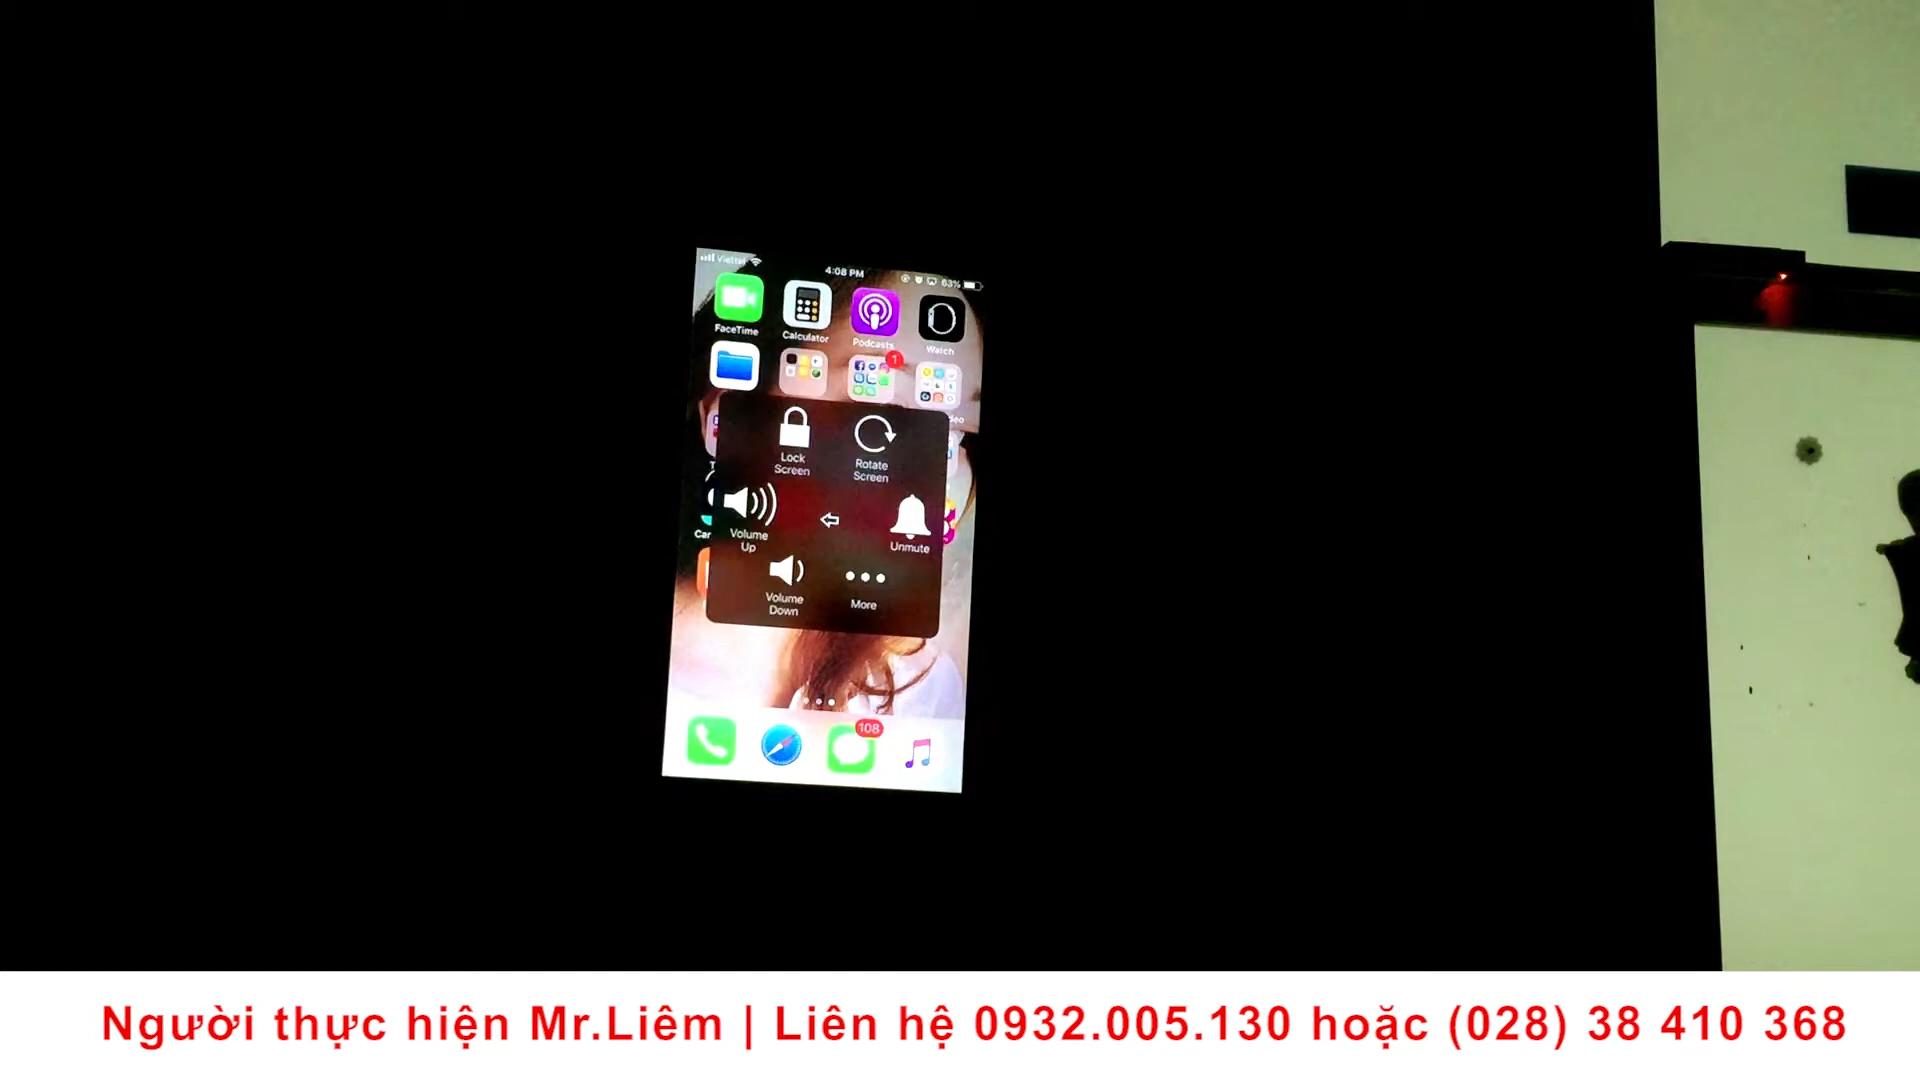 Viettel
4:08 PM
63%
FaceTime
Calculator
Podcasts
Watch
1
Lock
Screen
Rotate
Screen
Volume
Up
Unmute
Volume
Down
More
108
Người thực hiện Mr.Liêm | Liên hệ 0932.005.130 hoặc (028) 38 410 368